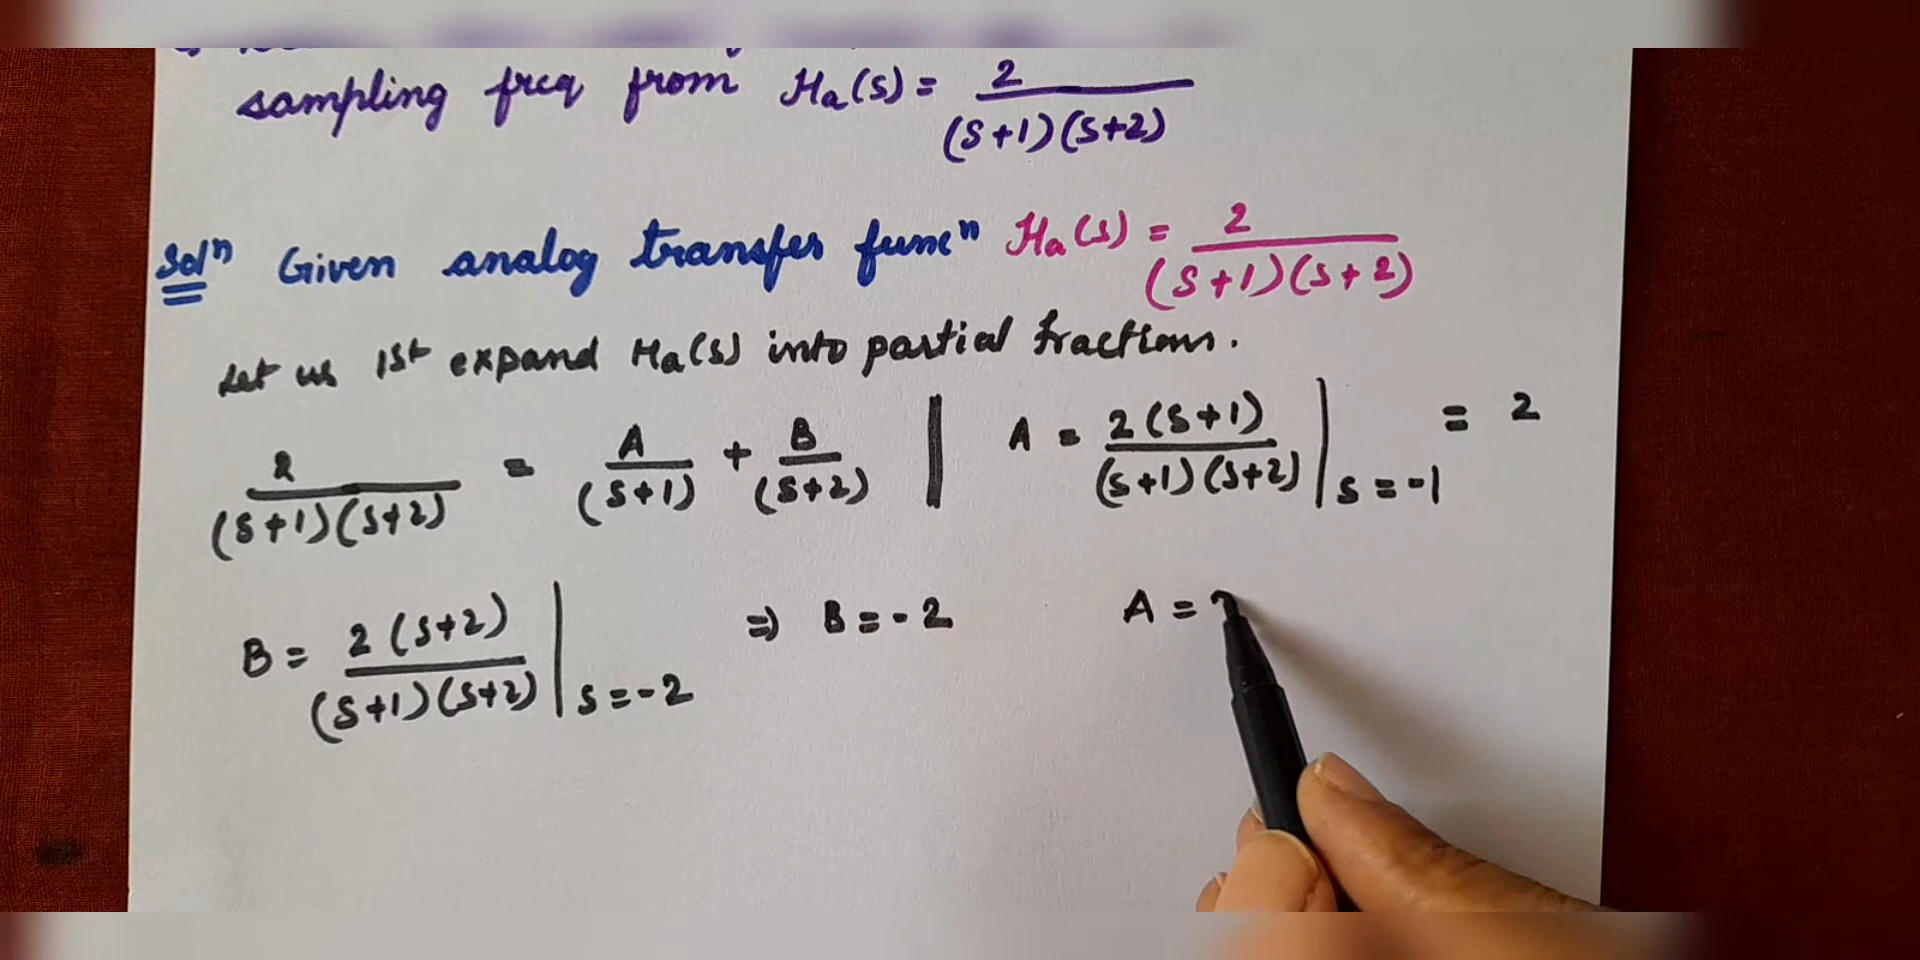 sampling freq from Ha(s) = 2/((s+1)(s+2))
Solⁿ Given analog transfer funcⁿ Ha(s) = 2/((s+1)(s+2))
Let us 1st expand Ha(s) into partial fractions.
2/((s+1)(s+2)) = A/(s+1) + B/(s+2) | A = 2(s+1)/((s+1)(s+2)) | s=-1 = 2
B = 2(s+2)/((s+1)(s+2)) | s=-2 ⇒ B = -2 A =